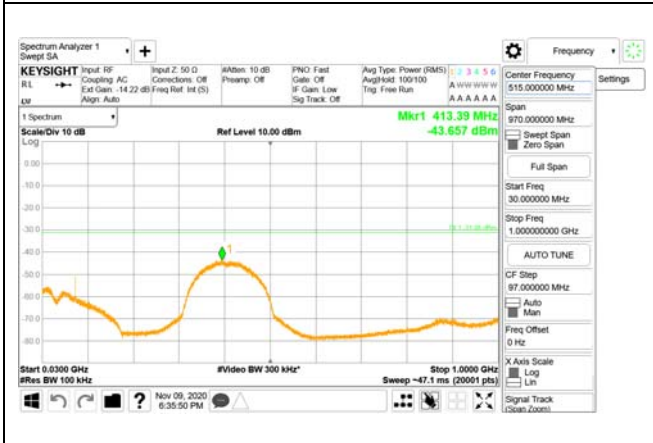 Spectrum Analyzer 1
Swept SA
Frequency
KEYSIGHT
Input: RF
Coupling: AC
Ext Gain: -14.22 dB
Align: Auto
Input Z: 50 Ω
Corrections: Off
Freq Ref: Int (S)
#Atten: 10 dB
Preamp: Off
PNO: Fast
Gate: Off
IF Gain: Low
Sig Track: Off
Avg Type: Power (RMS)
Avg|Hold: 100/100
Trig: Free Run
1 2 3 4 5 6
A W W W W W
A A A A A A
RL
1 Spectrum
Scale/Div 10 dB
Log
Ref Level 10.00 dBm
Mkr1 413.39 MHz
-43.657 dBm
0.00
-10.0
-20.0
-30.0
-40.0
-50.0
-60.0
-70.0
-80.0
1
Start 0.0300 GHz
#Res BW 100 kHz
#Video BW 300 kHz*
Stop 1.0000 GHz
Sweep ~47.1 ms (20001 pts)
?
Nov 09, 2020
6:35:50 PM
Center Frequency
515.000000 MHz
Settings
Span
970.000000 MHz
Swept Span
Zero Span
Full Span
Start Freq
30.000000 MHz
Stop Freq
1.000000000 GHz
AUTO TUNE
CF Step
97.000000 MHz
Auto
Man
Freq Offset
0 Hz
X Axis Scale
Log
Lin
Signal Track
(Span Zoom)